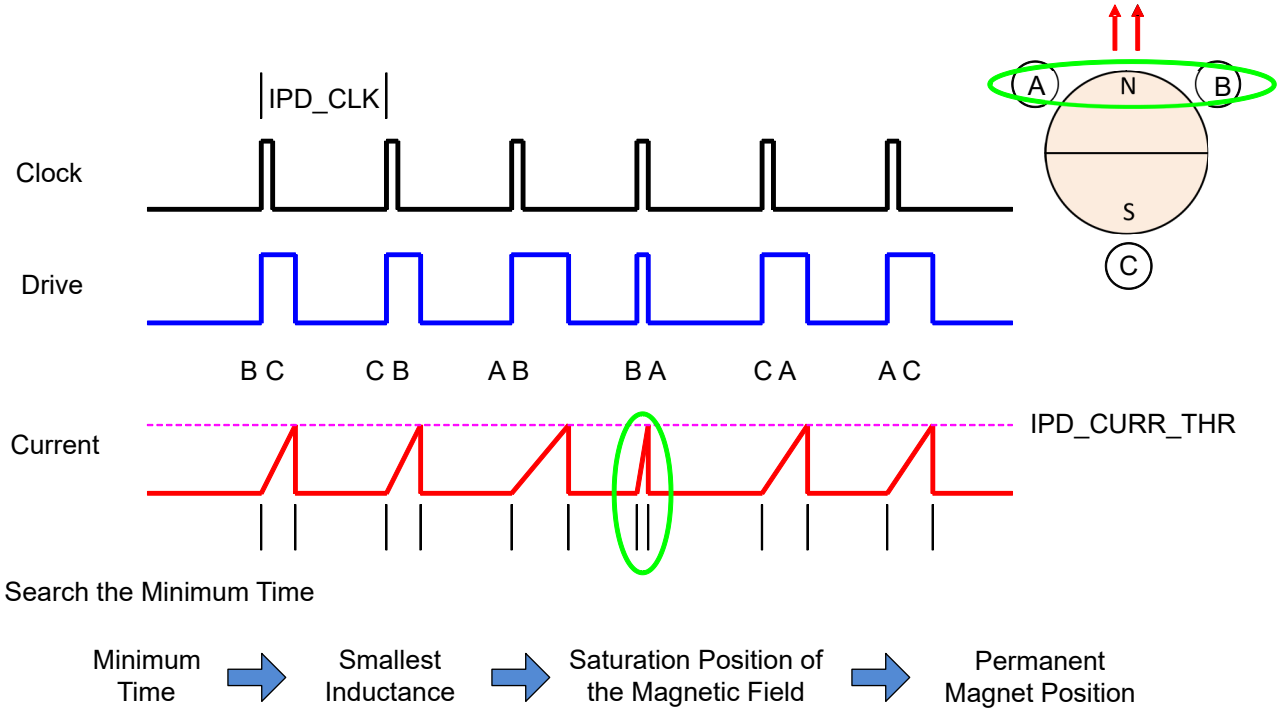 IPD_CLK
A
N
B
Clock
S
C
Drive
B C
C B
A B
B A
C A
A C
IPD_CURR_THR
Current
Search the Minimum Time
Minimum
Time
Smallest
Inductance
Saturation Position of
the Magnetic Field
Permanent
Magnet Position